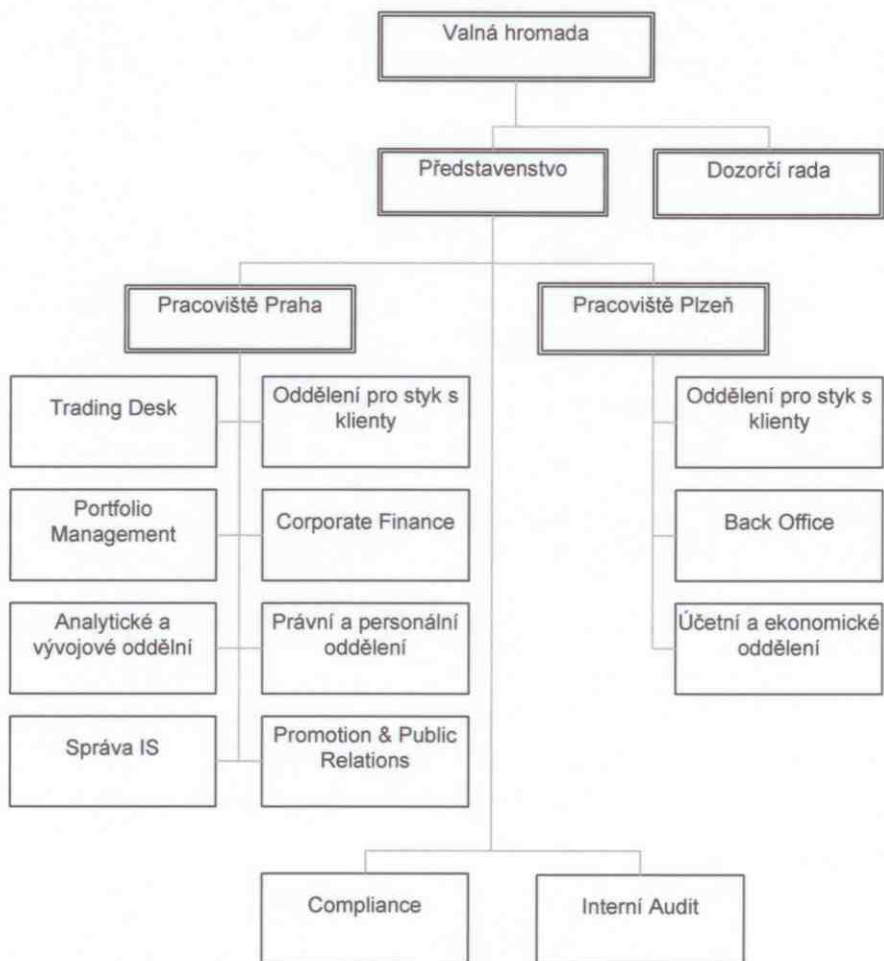 Valná hromada
Představenstvo
Dozorčí rada
Pracoviště Praha
Pracoviště Plzeň
Trading Desk
Oddělení pro styk s
klienty
Oddělení pro styk s
klienty
Portfolio
Management
Corporate Finance
Back Office
Analytické a
vývojové oddělní
Právní a personální
oddělení
Účetní a ekonomické
oddělení
Správa IS
Promotion & Public
Relations
Compliance
Interní Audit